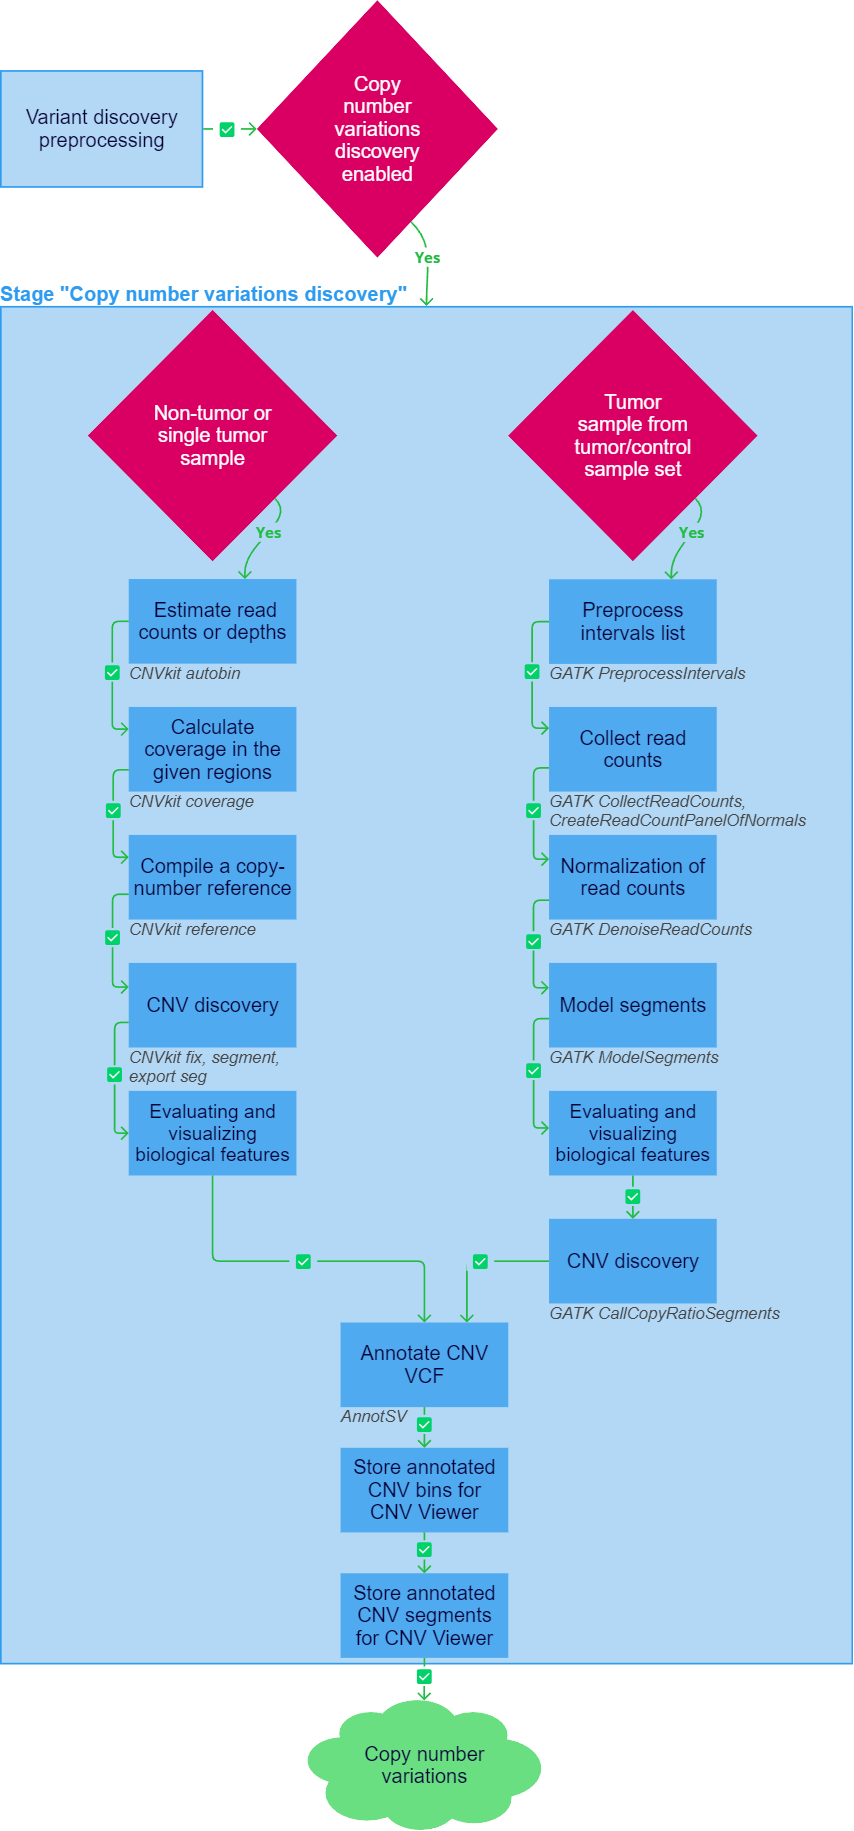 Variant discovery
preprocessing
Copy
number
variations
discovery
enabled
Yes
Stage "Copy number variations discovery"
Non-tumor or
single tumor
sample
Yes
Estimate read
counts or depths
CNVkit autobin
Calculate
coverage in the
given regions
CNVkit coverage
Compile a copy-
number reference
CNVkit reference
CNV discovery
CNVkit fix, segment,
export seg
Evaluating and
visualizing
biological features
Tumor
sample from
tumor/control
sample set
Yes
Preprocess
intervals list
GATK PreprocessIntervals
Collect read
counts
GATK CollectReadCounts,
CreateReadCountPanelOfNormals
Normalization of
read counts
GATK DenoiseReadCounts
Model segments
GATK ModelSegments
Evaluating and
visualizing
biological features
CNV discovery
GATK CallCopyRatioSegments
Annotate CNV
VCF
AnnotSV
Store annotated
CNV bins for
CNV Viewer
Store annotated
CNV segments
for CNV Viewer
Copy number
variations